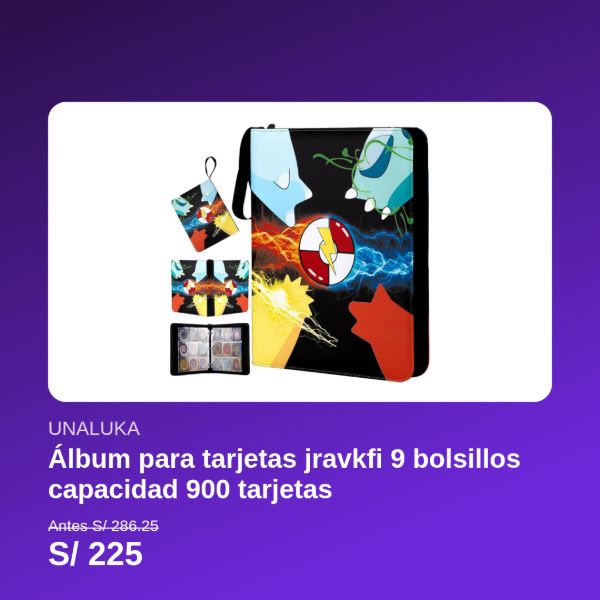 UNALUKA
Álbum para tarjetas jravkfi 9 bolsillos
capacidad 900 tarjetas
Antes S/ 286.25
S/ 225